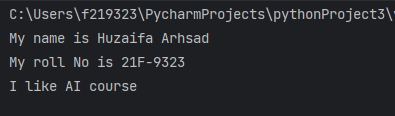 C:\Users\f219323\PycharmProjects\pythonProject3\
My name is Huzaifa Arhsad
My roll No is 21F-9323
I like AI course